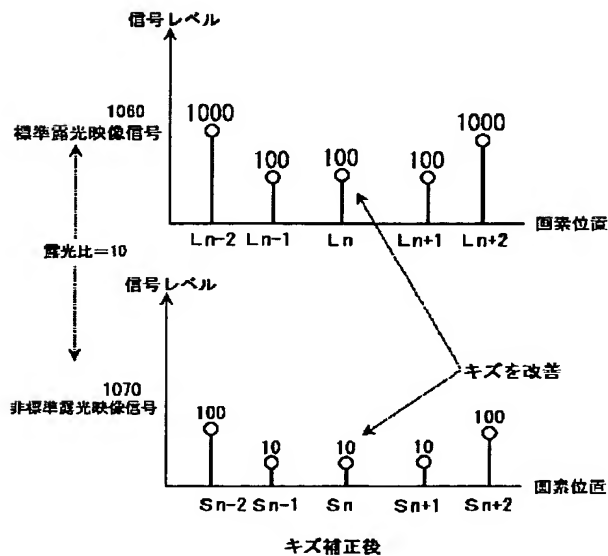 信号レベル
1060
標準露光映像信号
1000
100
100
100
1000
Ln-2 Ln-1 Ln Ln+1 Ln+2
画素位置
露光比=10
信号レベル
キズを改善
1070
非標準露光映像信号
100
10
10
10
100
Sn-2 Sn-1 Sn Sn+1 Sn+2
画素位置
キズ補正後